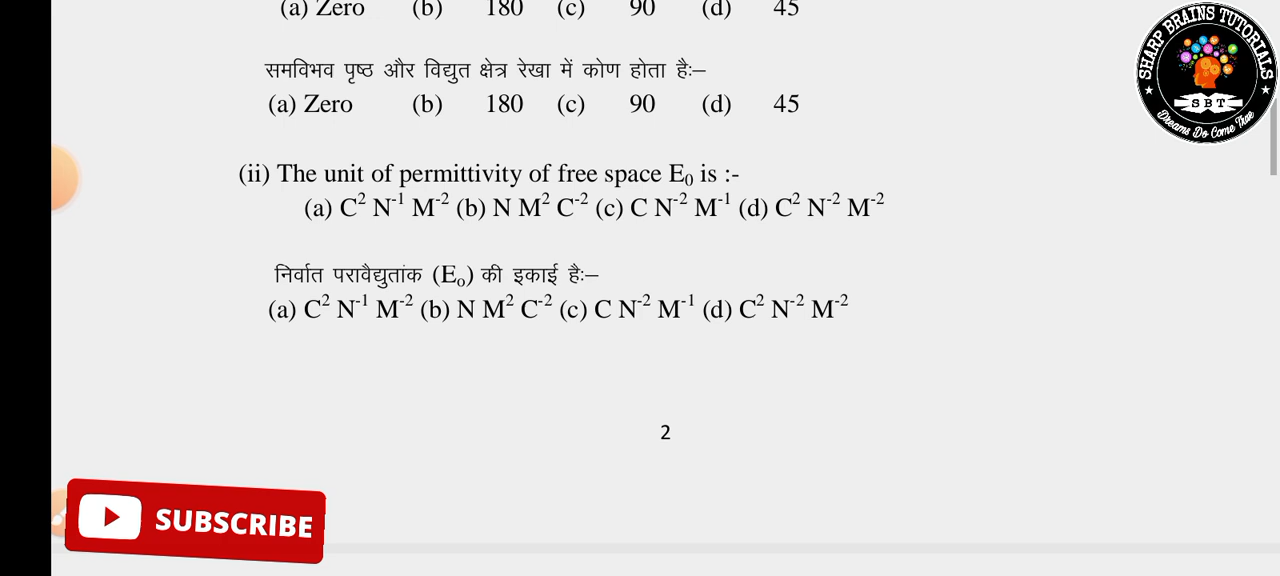 (a) Zero (b) 180 (c) 90 (d) 45
समविभव पृष्ठ और विद्युत क्षेत्र रेखा में कोण होता हैः–
(a) Zero (b) 180 (c) 90 (d) 45
(ii) The unit of permittivity of free space E₀ is :-
(a) C² N⁻¹ M⁻² (b) N M² C⁻² (c) C N⁻² M⁻¹ (d) C² N⁻² M⁻²
निर्वात परावैद्युतांक (Eₒ) की इकाई हैः–
(a) C² N⁻¹ M⁻² (b) N M² C⁻² (c) C N⁻² M⁻¹ (d) C² N⁻² M⁻²
2
SUBSCRIBE
SHARP BRAINS TUTORIALS
SBT
Dreams Do Come True